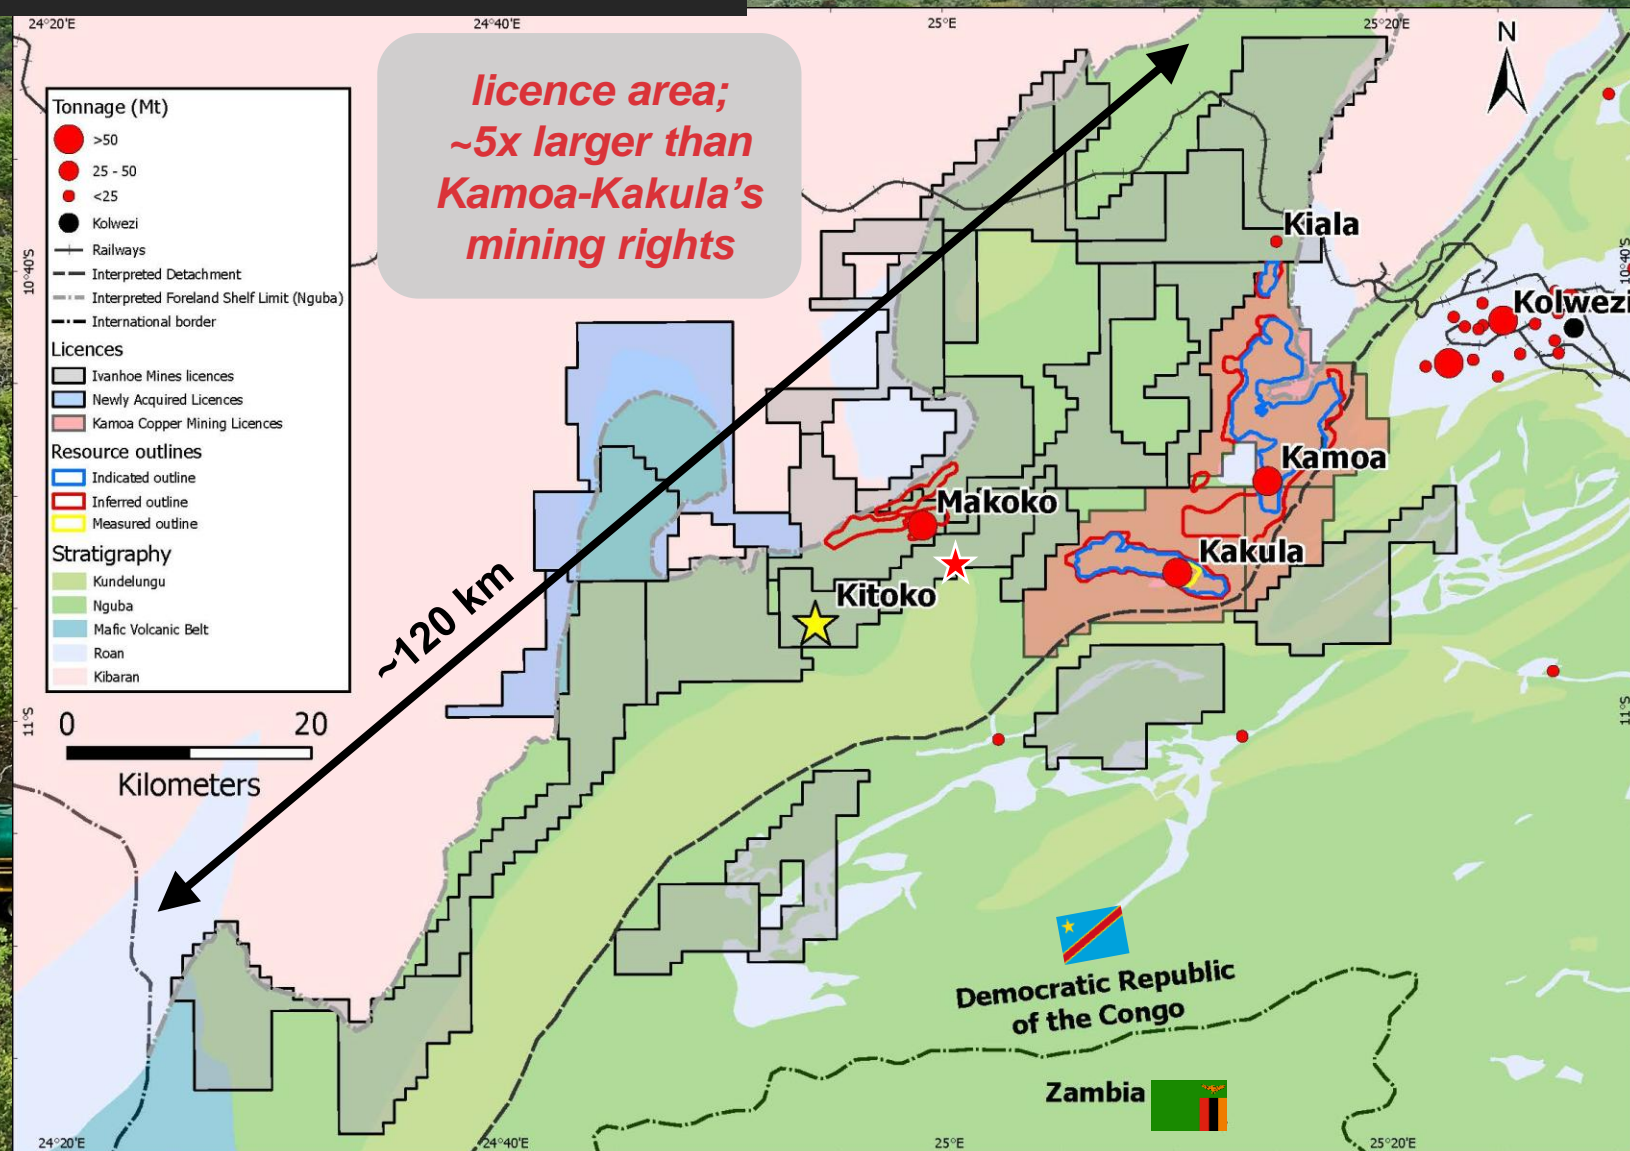 24°20'E
24°40'E
25°E
25°20'E
N
licence area;
~5x larger than
Kamoa-Kakula's
mining rights
Tonnage (Mt)
>50
25 - 50
<25
Kolwezi
Railways
Interpreted Detachment
Interpreted Foreland Shelf Limit (Nguba)
International border
Licences
Ivanhoe Mines licences
Newly Acquired Licences
Kamoa Copper Mining Licences
Resource outlines
Indicated outline
Inferred outline
Measured outline
Stratigraphy
Kundelungu
Nguba
Mafic Volcanic Belt
Roan
Kibaran
10°40'S
10°40'S
Kiala
Kolwezi
Kamoa
Makoko
Kakula
Kitoko
~120 km
11°S
11°S
0 20
Kilometers
Democratic Republic
of the Congo
Zambia
24°20'E
24°40'E
25°E
25°20'E